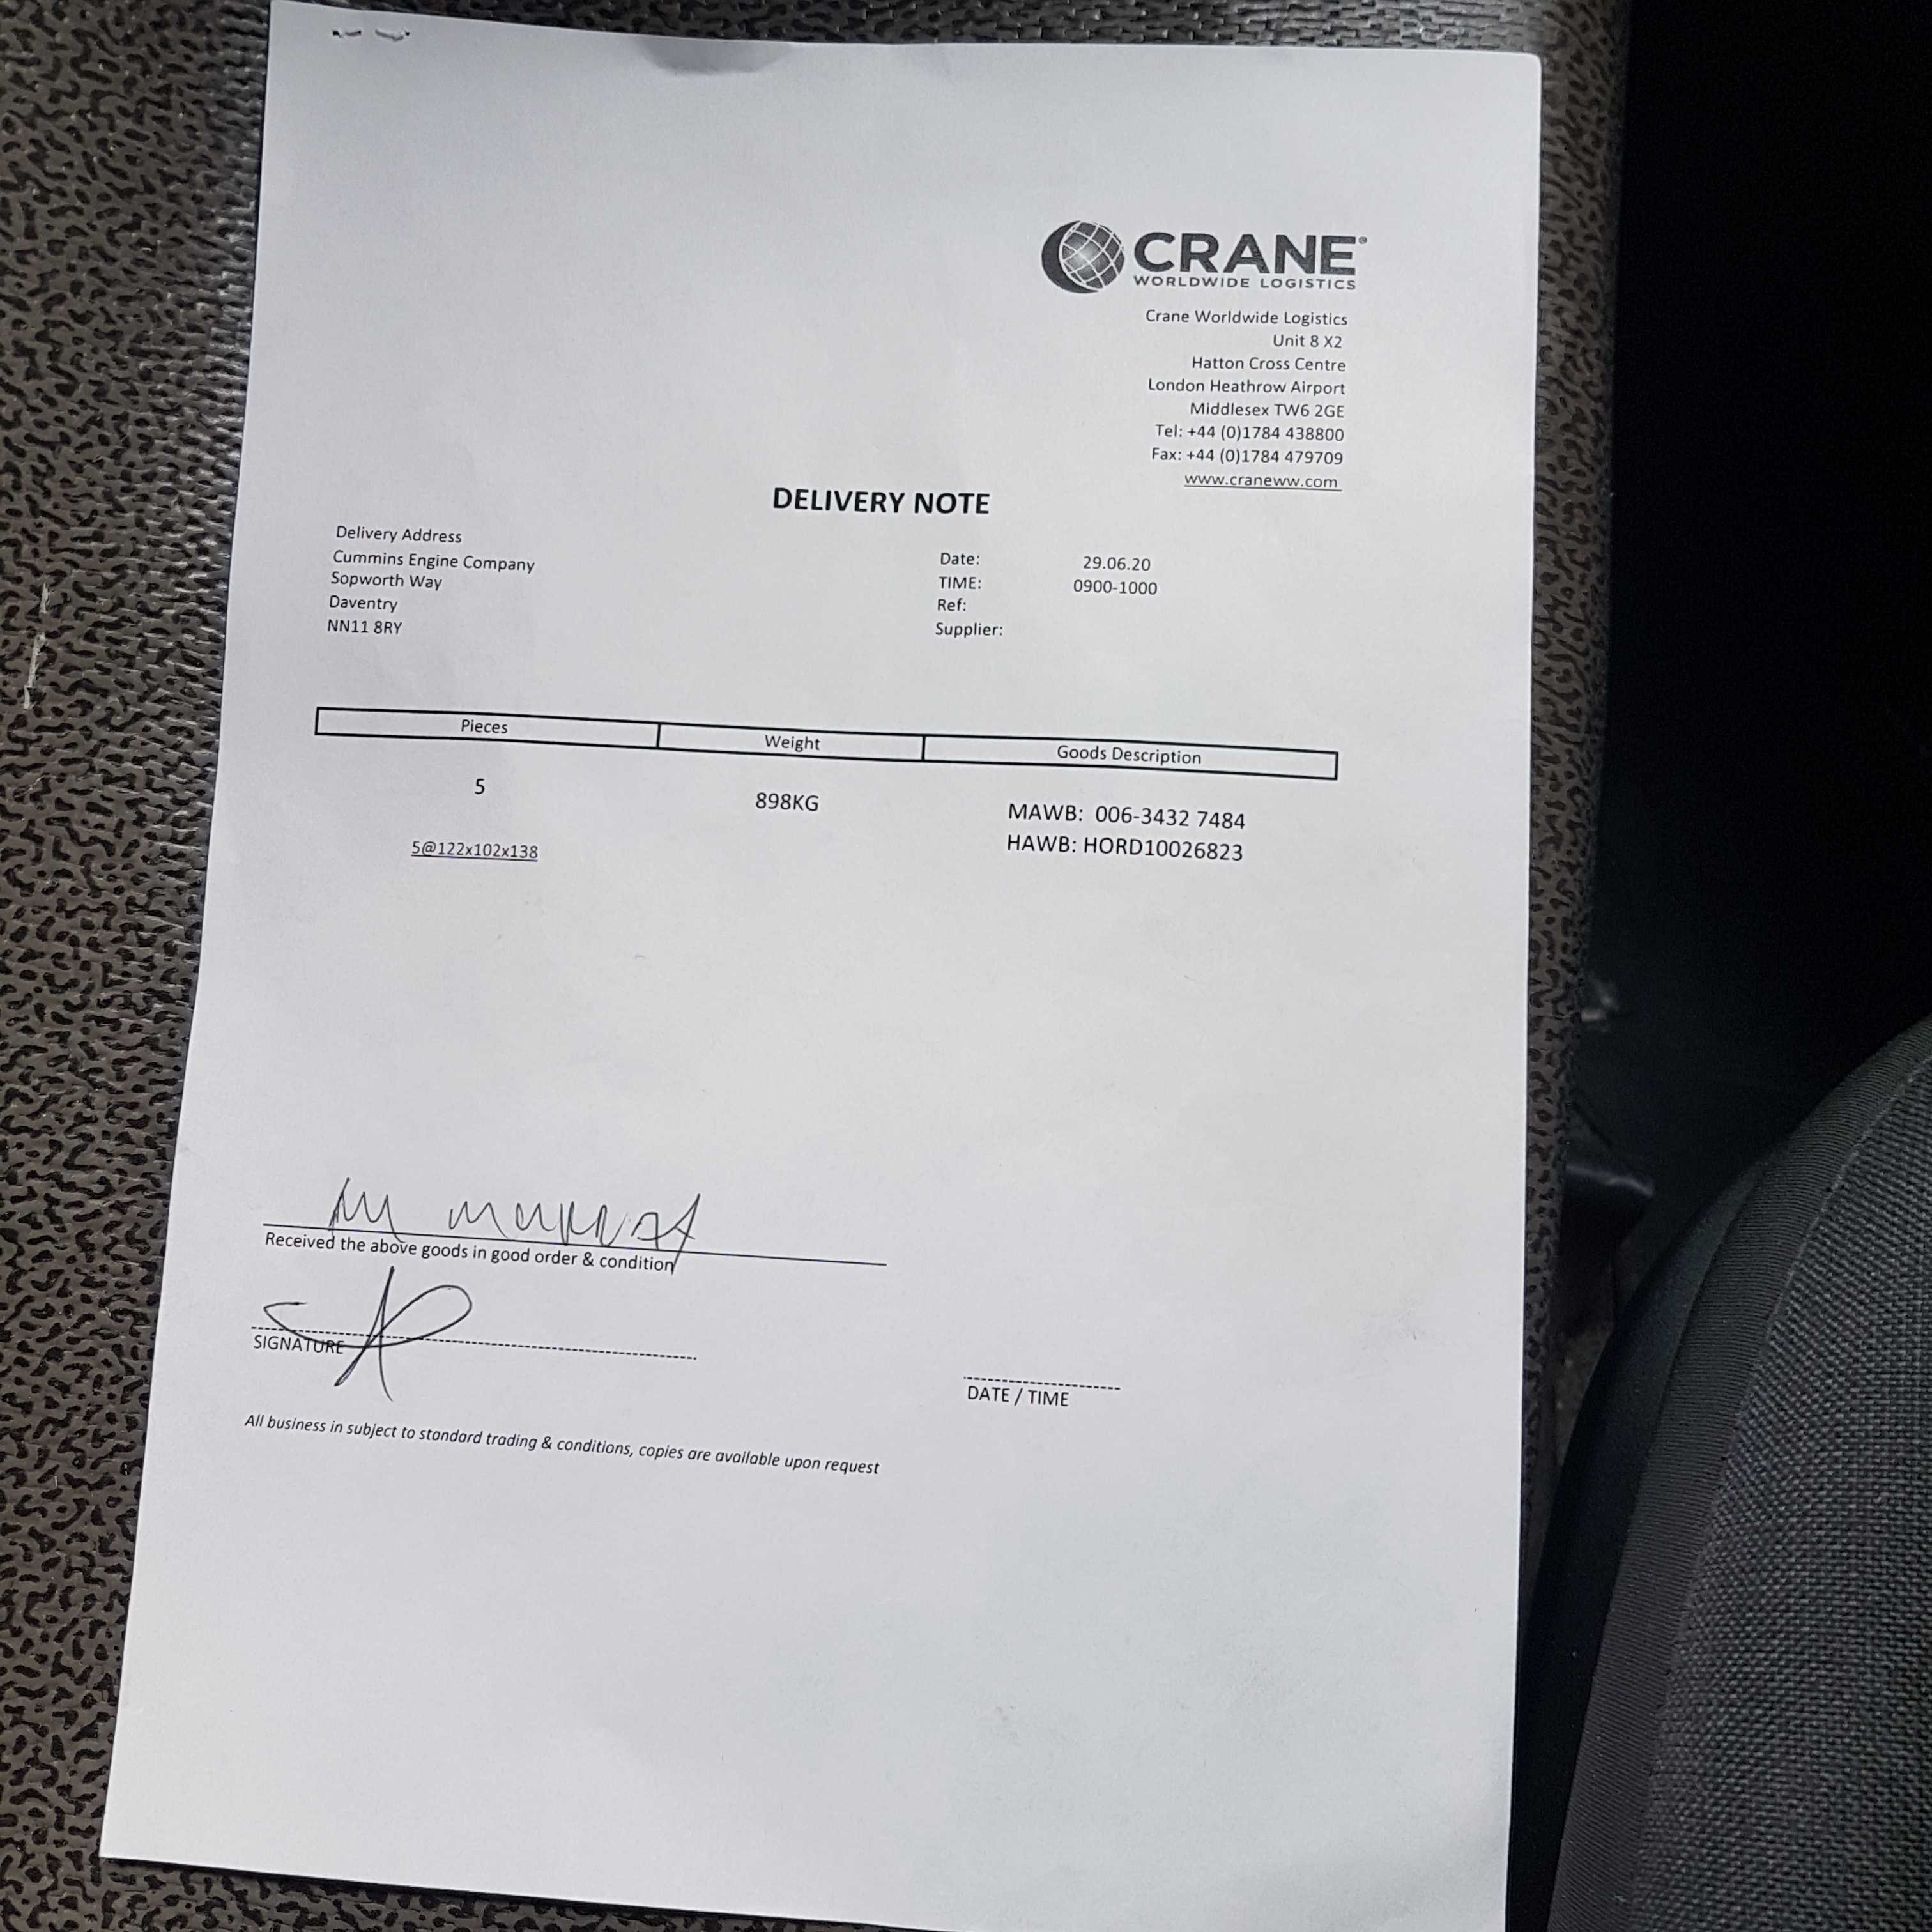 CRANE®
WORLDWIDE LOGISTICS
Crane Worldwide Logistics
Unit 8 X2
Hatton Cross Centre
London Heathrow Airport
Middlesex TW6 2GE
Tel: +44 (0)1784 438800
Fax: +44 (0)1784 479709
www.craneww.com
DELIVERY NOTE
Delivery Address
Cummins Engine Company
Sopworth Way
Daventry
NN11 8RY
Date: 29.06.20
TIME: 0900-1000
Ref:
Supplier:
Pieces Weight Goods Description
5 898KG MAWB: 006-3432 7484
5@122x102x138 HAWB: HORD10026823
Received the above goods in good order & condition
SIGNATURE
DATE / TIME
All business in subject to standard trading & conditions, copies are available upon request